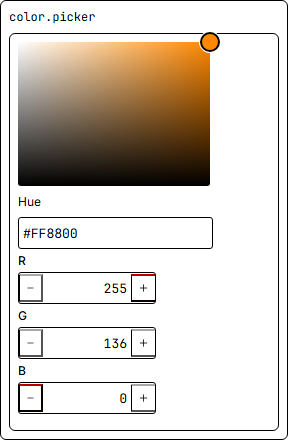 color.picker
Hue
#FF8800
R
− 255 +
G
− 136 +
B
− 0 +